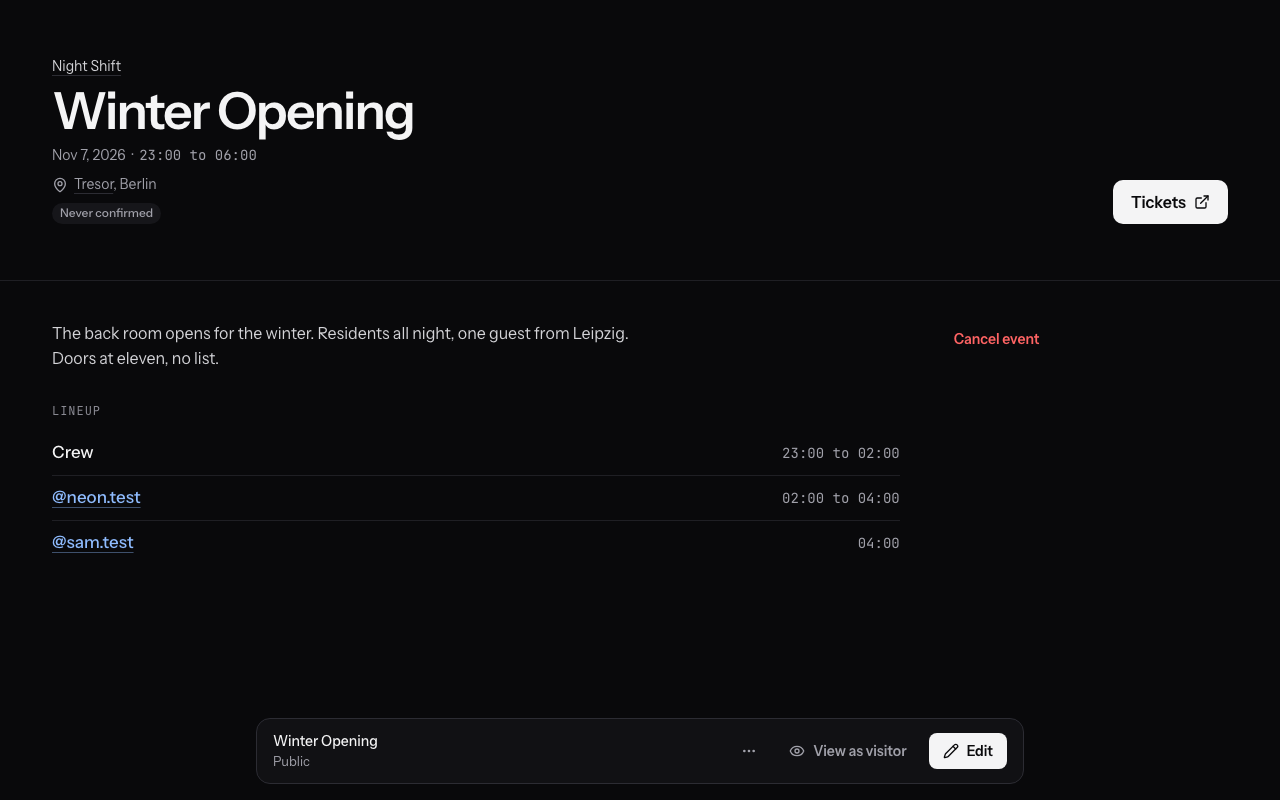 Night Shift
Winter Opening
Nov 7, 2026 · 23:00 to 06:00
Tresor, Berlin
Never confirmed
Tickets
The back room opens for the winter. Residents all night, one guest from Leipzig.
Doors at eleven, no list.
Cancel event
LINEUP
Crew 23:00 to 02:00
@neon.test 02:00 to 04:00
@sam.test 04:00
Winter Opening
Public
View as visitor
Edit